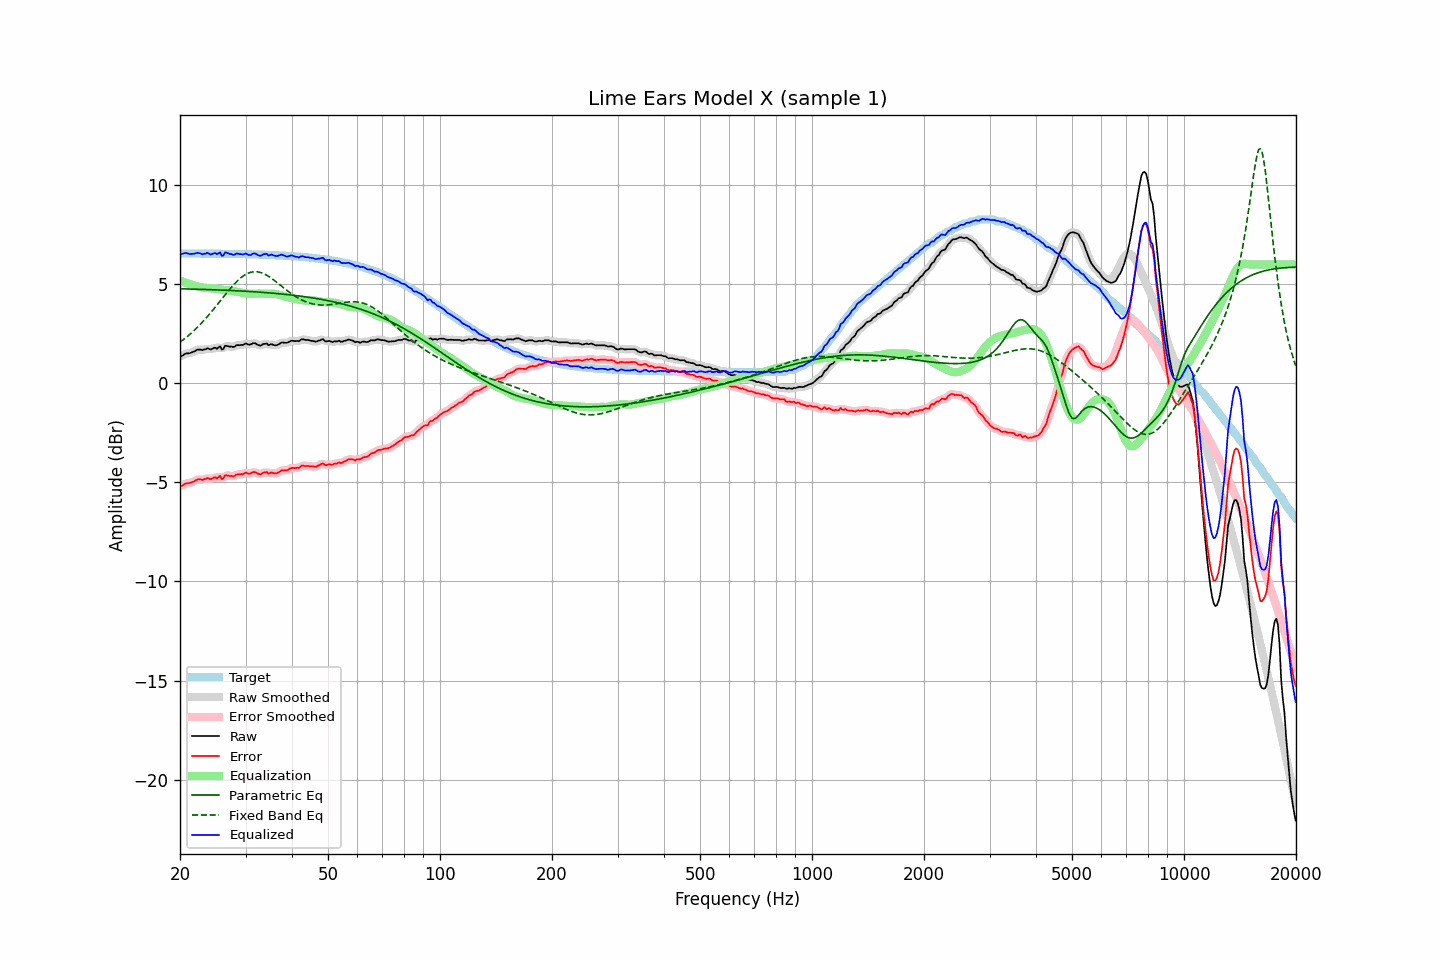 Lime Ears Model X (sample 1)
Amplitude (dBr)
10
5
0
−5
−10
−15
−20
Target
Raw Smoothed
Error Smoothed
Raw
Error
Equalization
Parametric Eq
Fixed Band Eq
Equalized
20 50 100 200 500 1000 2000 5000 10000 20000
Frequency (Hz)